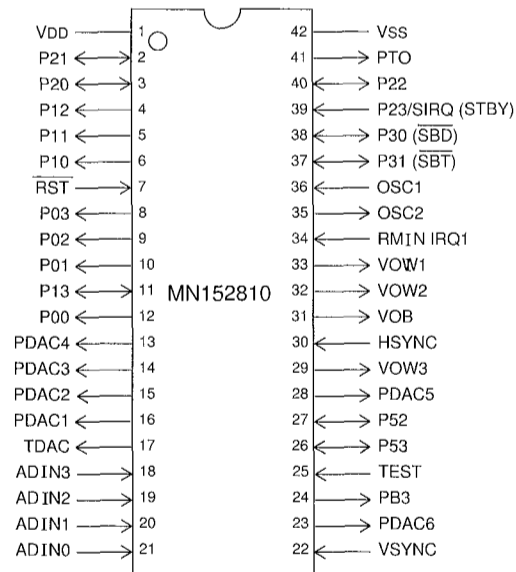 VDD 1 42 VSS
P21 2 41 PTO
P20 3 40 P22
P12 4 39 P23/SIRQ (STBY)
P11 5 38 P30 (SBD)
P10 6 37 P31 (SBT)
RST 7 36 OSC1
P03 8 35 OSC2
P02 9 34 RMIN IRQ1
P01 10 33 VOW1
P13 11 MN152810 32 VOW2
P00 12 31 VOB
PDAC4 13 30 HSYNC
PDAC3 14 29 VOW3
PDAC2 15 28 PDAC5
PDAC1 16 27 P52
TDAC 17 26 P53
ADIN3 18 25 TEST
ADIN2 19 24 PB3
ADIN1 20 23 PDAC6
ADIN0 21 22 VSYNC